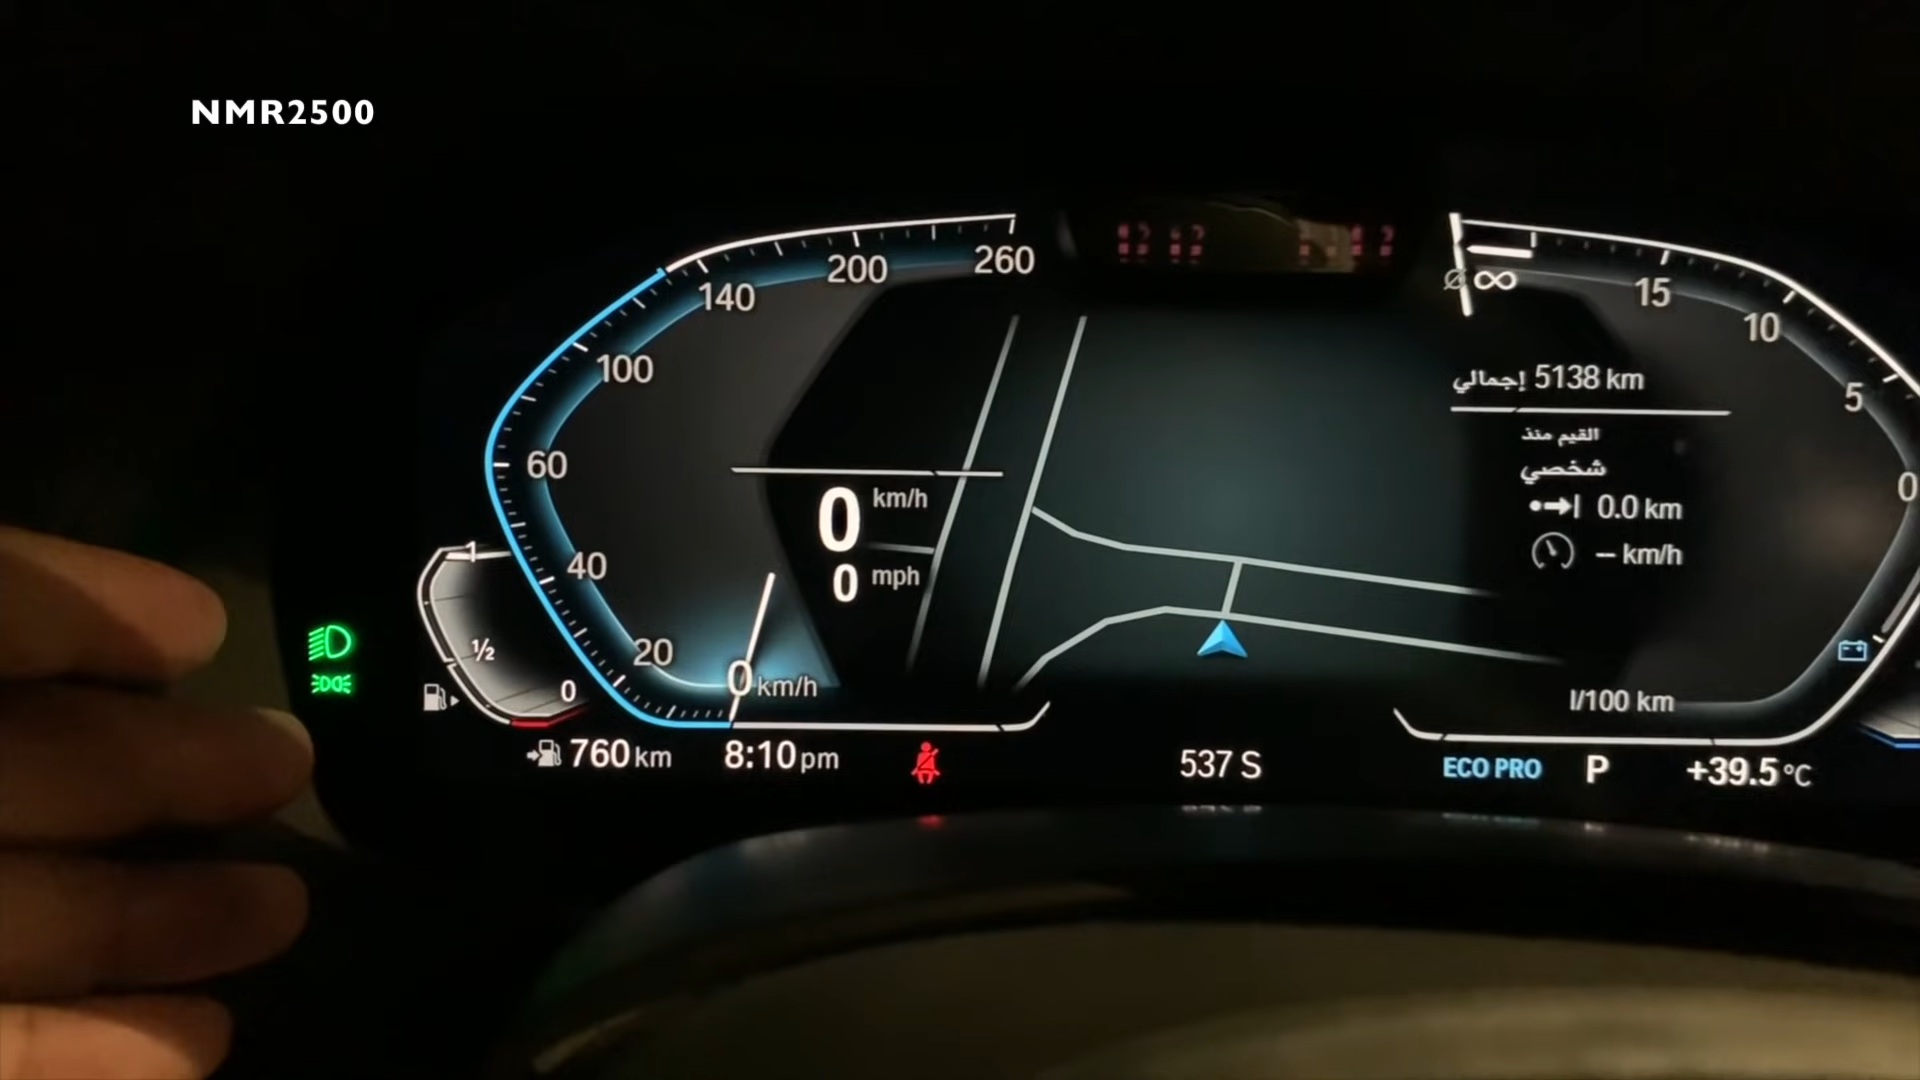 NMR2500
260
200
140
100
60
40
20
0 km/h
0 km/h
0 mph
1
1/2
0
760 km
8:10 pm
537 S
∅ ∞
15
10
5
0
إجمالي 5138 km
القيم منذ
شخصي
0.0 km
– km/h
l/100 km
ECO PRO
P
+39.5 °C